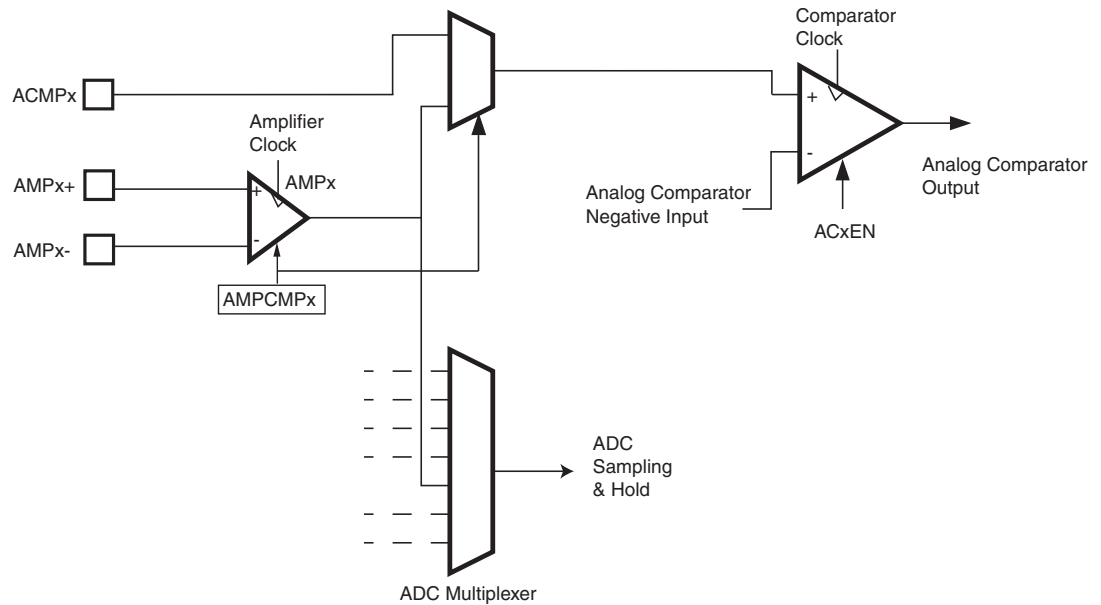 Comparator
Clock
ACMPx
+
-
Amplifier
Clock
AMPx
AMPx+
+
AMPx-
-
Analog Comparator
Negative Input
Analog Comparator
Output
ACxEN
AMPCMPx
ADC
Sampling
& Hold
ADC Multiplexer